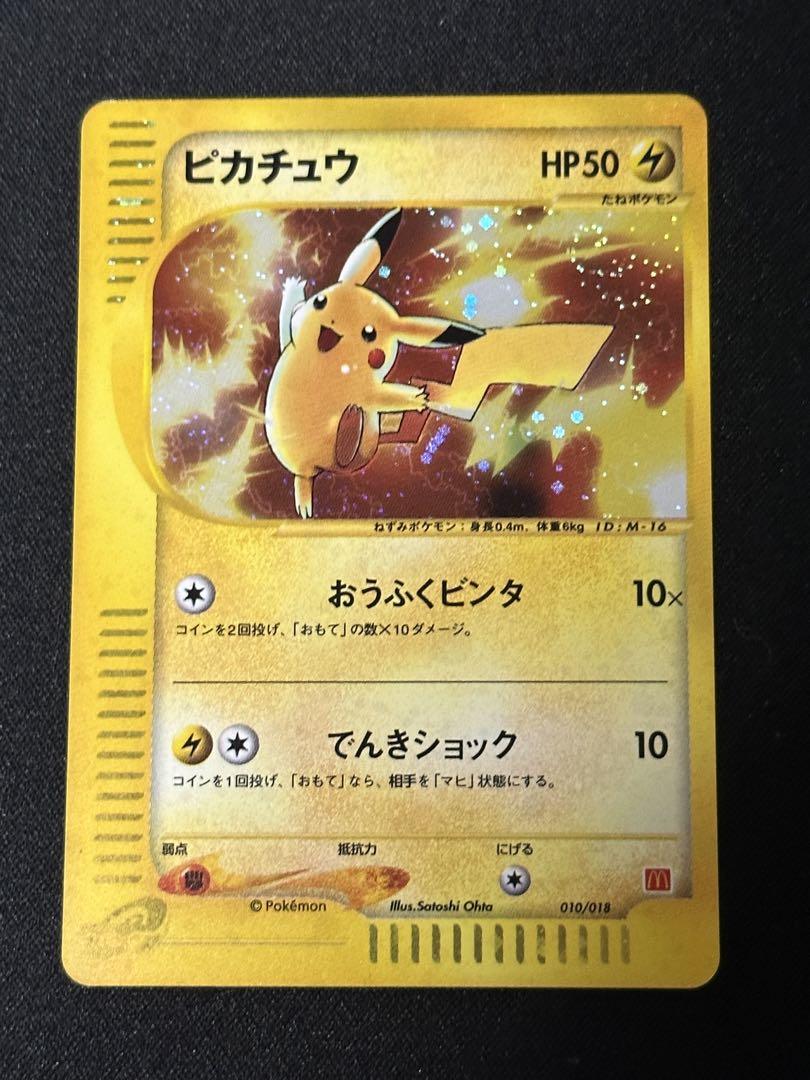 ピカチュウ HP50
たねポケモン
ねずみポケモン：身長0.4m、体重6kg ID：M-16
おうふくビンタ 10×
コインを2回投げ、「おもて」の数×10ダメージ。
でんきショック 10
コインを1回投げ、「おもて」なら、相手を「マヒ」状態にする。
弱点 抵抗力 にげる
© Pokémon Illus.Satoshi Ohta 010/018